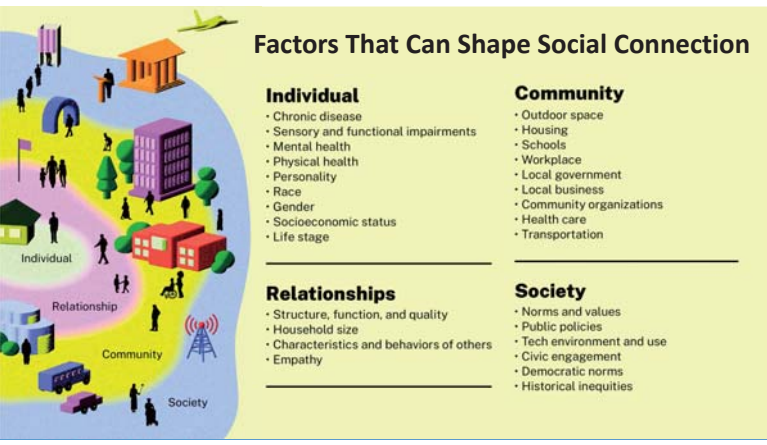 Factors That Can Shape Social Connection
Individual
• Chronic disease
• Sensory and functional impairments
• Mental health
• Physical health
• Personality
• Race
• Gender
• Socioeconomic status
• Life stage
Relationships
• Structure, function, and quality
• Household size
• Characteristics and behaviors of others
• Empathy
Community
• Outdoor space
• Housing
• Schools
• Workplace
• Local government
• Local business
• Community organizations
• Health care
• Transportation
Society
• Norms and values
• Public policies
• Tech environment and use
• Civic engagement
• Democratic norms
• Historical inequities
Individual
Relationship
Community
Society